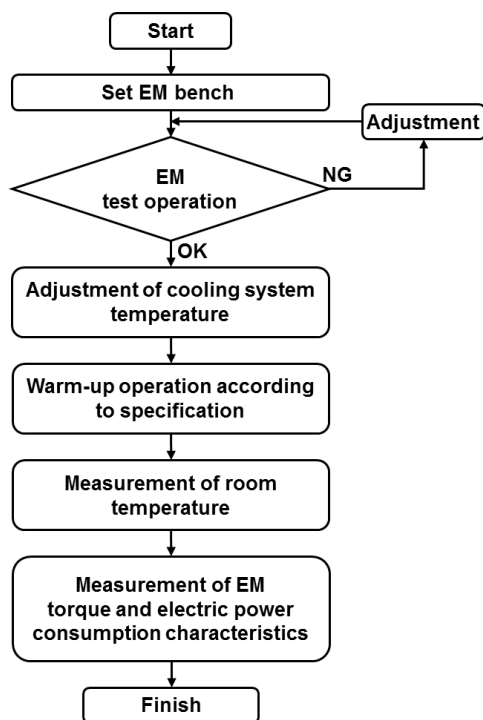 Start
Set EM bench
Adjustment
EM
test operation
NG
OK
Adjustment of cooling system
temperature
Warm-up operation according
to specification
Measurement of room
temperature
Measurement of EM
torque and electric power
consumption characteristics
Finish